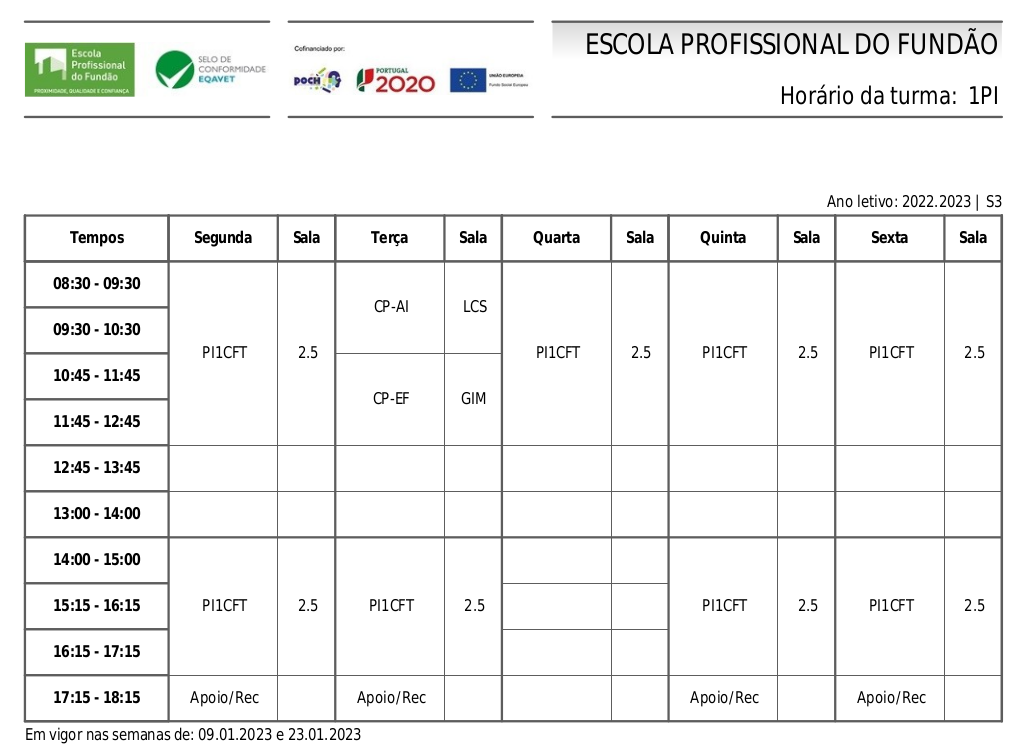 Escola
Profissional
do Fundão
PROXIMIDADE, QUALIDADE E CONFIANÇA
SELO DE
CONFORMIDADE
EQAVET
Cofinanciado por:
POCH
PORTUGAL
2020
UNIÃO EUROPEIA
Fundo Social Europeu
ESCOLA PROFISSIONAL DO FUNDÃO
Horário da turma: 1PI
Ano letivo: 2022.2023 | S3
Tempos Segunda Sala Terça Sala Quarta Sala Quinta Sala Sexta Sala
08:30 - 09:30
CP-AI LCS
09:30 - 10:30
PI1CFT 2.5 PI1CFT 2.5 PI1CFT 2.5 PI1CFT 2.5
10:45 - 11:45
CP-EF GIM
11:45 - 12:45
12:45 - 13:45
13:00 - 14:00
14:00 - 15:00
15:15 - 16:15 PI1CFT 2.5 PI1CFT 2.5 PI1CFT 2.5 PI1CFT 2.5
16:15 - 17:15
17:15 - 18:15 Apoio/Rec Apoio/Rec Apoio/Rec Apoio/Rec
Em vigor nas semanas de: 09.01.2023 e 23.01.2023